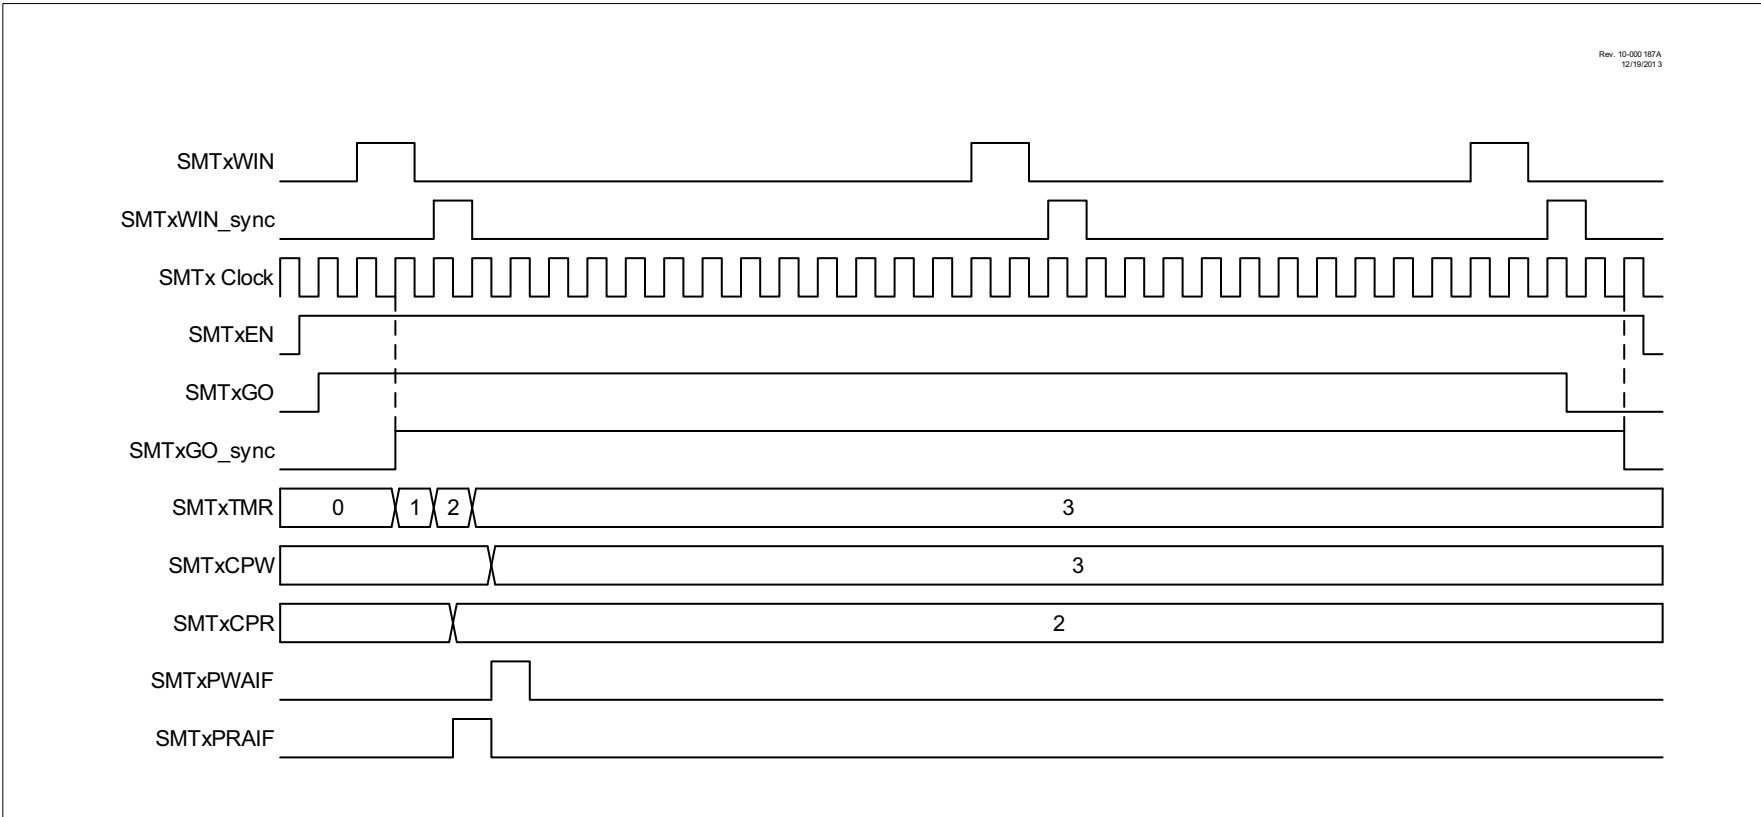 Rev. 10-000 187A
12/19/201 3
SMTxWIN
SMTxWIN_sync
SMTx Clock
SMTxEN
SMTxGO
SMTxGO_sync
SMTxTMR 0 1 2 3
SMTxCPW 3
SMTxCPR 2
SMTxPWAIF
SMTxPRAIF